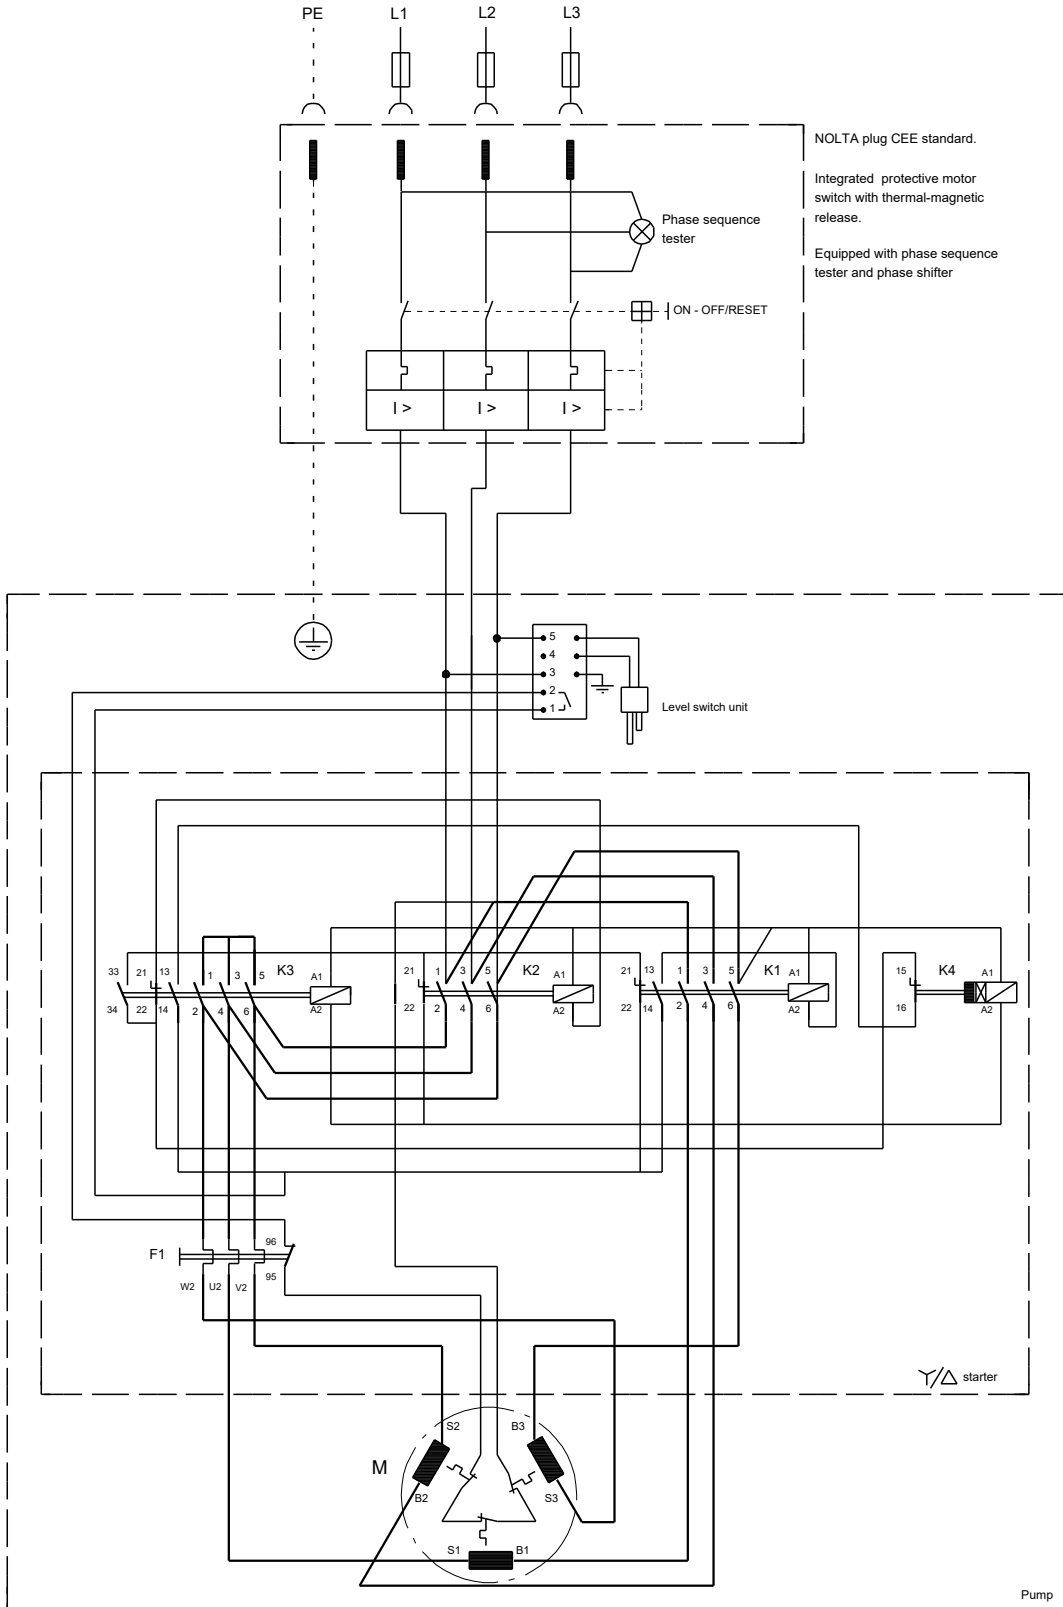 PE L1 L2 L3
NOLTA plug CEE standard.
Integrated protective motor
switch with thermal-magnetic
release.
Equipped with phase sequence
tester and phase shifter
Phase sequence
tester
ON - OFF/RESET
I > I > I >
5
4
3
2
1
Level switch unit
33 21 13 1 3 5 K3 A1
34 22 14 2 4 6 A2
21 1 3 5 K2 A1
22 2 4 6 A2
21 13 1 3 5 K1 A1
22 14 2 4 6 A2
15 K4 A1
16 A2
F1 96
95
W2 U2 V2
starter
M
S2 B3
B2 S3
S1 B1
Pump